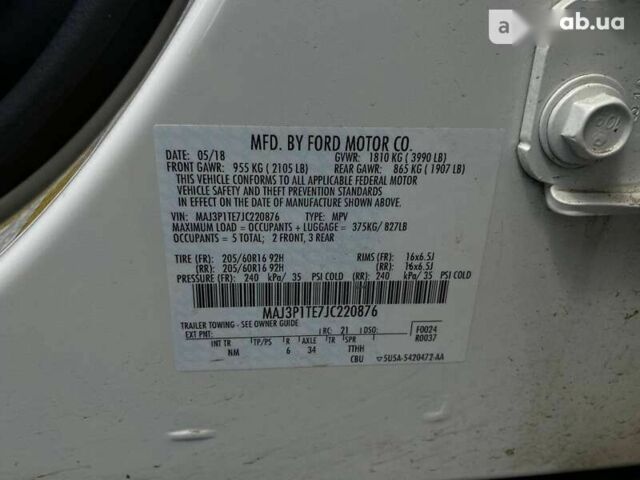 ab.ua
MFD. BY FORD MOTOR CO.
DATE: 05/18 GVWR: 1810 KG ( 3990 LB)
FRONT GAWR: 955 KG ( 2105 LB) REAR GAWR: 865 KG ( 1907 LB)
THIS VEHICLE CONFORMS TO ALL APPLICABLE FEDERAL MOTOR
VEHICLE SAFETY AND THEFT PREVENTION STANDARDS
IN EFFECT ON THE DATE OF MANUFACTURE SHOWN ABOVE.
VIN: MAJ3P1TE7JC220876 TYPE: MPV
MAXIMUM LOAD = OCCUPANTS + LUGGAGE = 375KG/ 827LB
OCCUPANTS = 5 TOTAL; 2 FRONT, 3 REAR
TIRE (FR): 205/60R16 92H RIMS (FR): 16x6.5J
(RR): 205/60R16 92H (RR): 16x6.5J
PRESSURE (FR): 240 kPa/ 35 PSI COLD (RR): 240 kPa/ 35 PSI COLD
MAJ3P1TE7JC220876
TRAILER TOWING - SEE OWNER GUIDE
EXT PNT: RC: 21 DSO: F0024
R0037
INT TR TP/PS R AXLE TR SPR
NM 6 34 TTHH
CBU 5U5A-5420472-AA